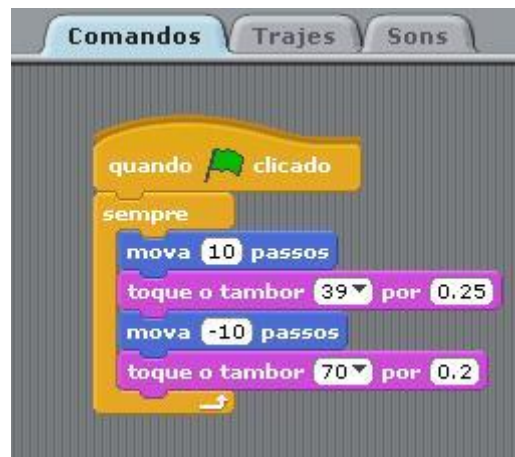 Comandos Trajes Sons
quando clicado
sempre
mova 10 passos
toque o tambor 39 por 0.25
mova -10 passos
toque o tambor 70 por 0.2